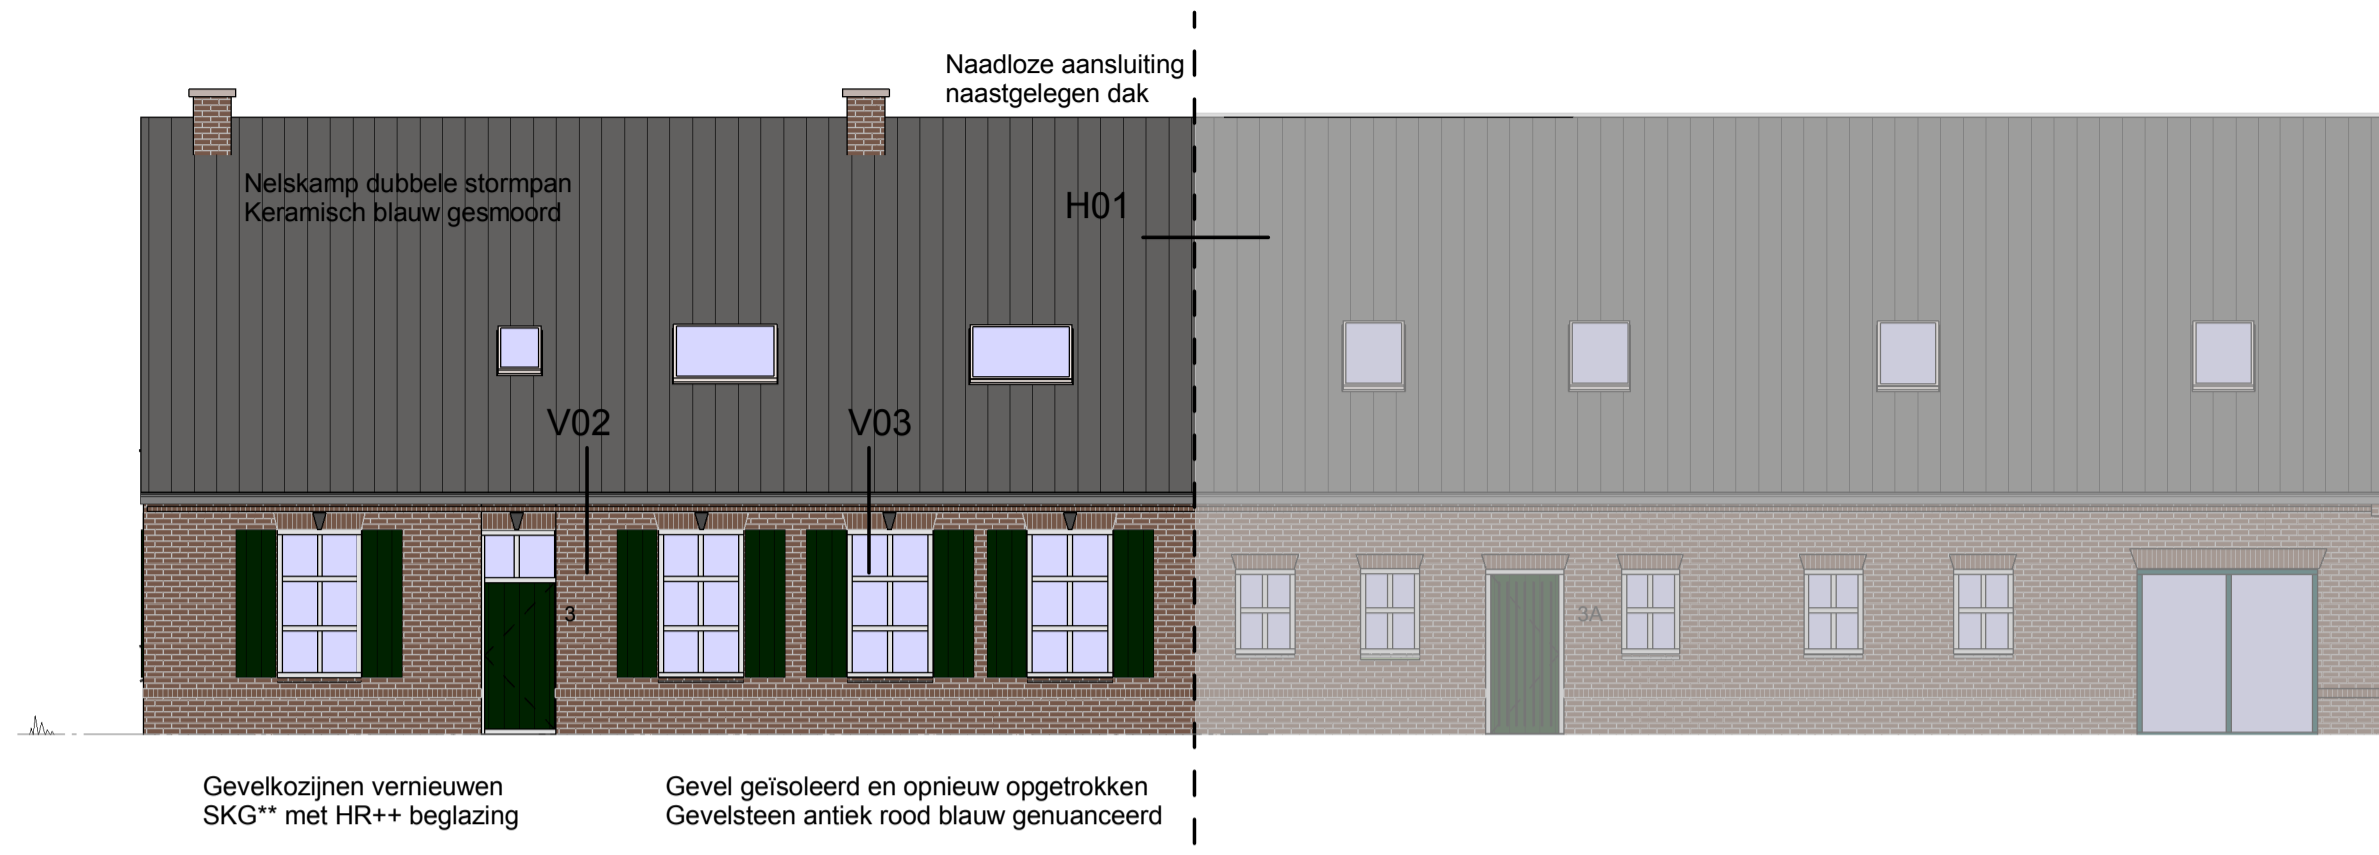 Naadloze aansluiting
naastgelegen dak
Nelskamp dubbele stormpan
Keramisch blauw gesmoord
H01
V02
V03
3
3A
Gevelkozijnen vernieuwen
SKG** met HR++ beglazing
Gevel geïsoleerd en opnieuw opgetrokken
Gevelsteen antiek rood blauw genuanceerd